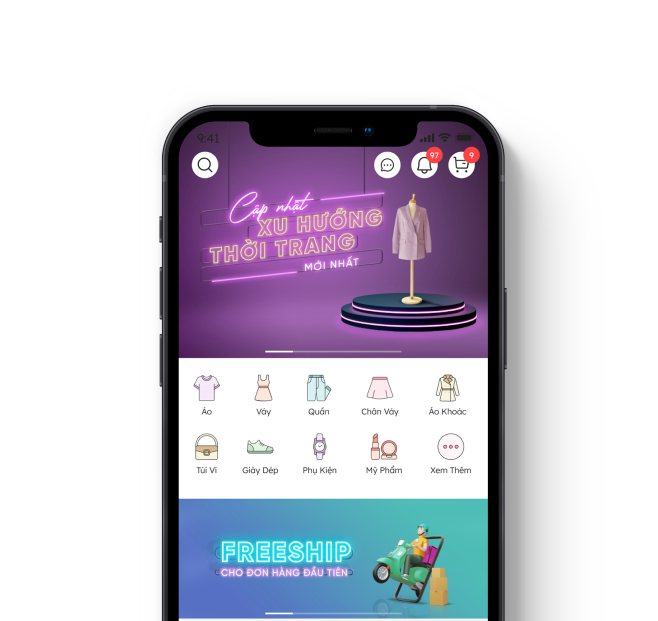 9:41
97
9
Cập nhật
XU HƯỚNG
THỜI TRANG
MỚI NHẤT
Áo
Váy
Quần
Chân Váy
Áo Khoác
Túi Ví
Giày Dép
Phụ Kiện
Mỹ Phẩm
Xem Thêm
FREESHIP
CHO ĐƠN HÀNG ĐẦU TIÊN